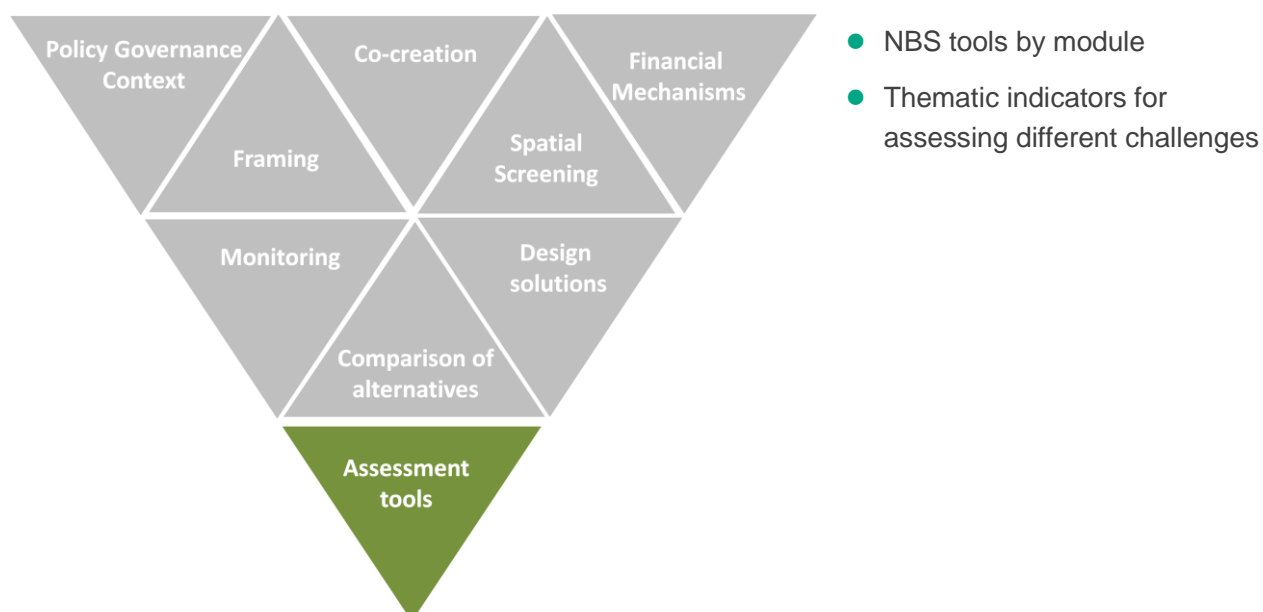 Policy Governance
Context
Co-creation
Financial
Mechanisms
Framing
Spatial
Screening
Monitoring
Design
solutions
Comparison of
alternatives
Assessment
tools
NBS tools by module
Thematic indicators for
assessing different challenges